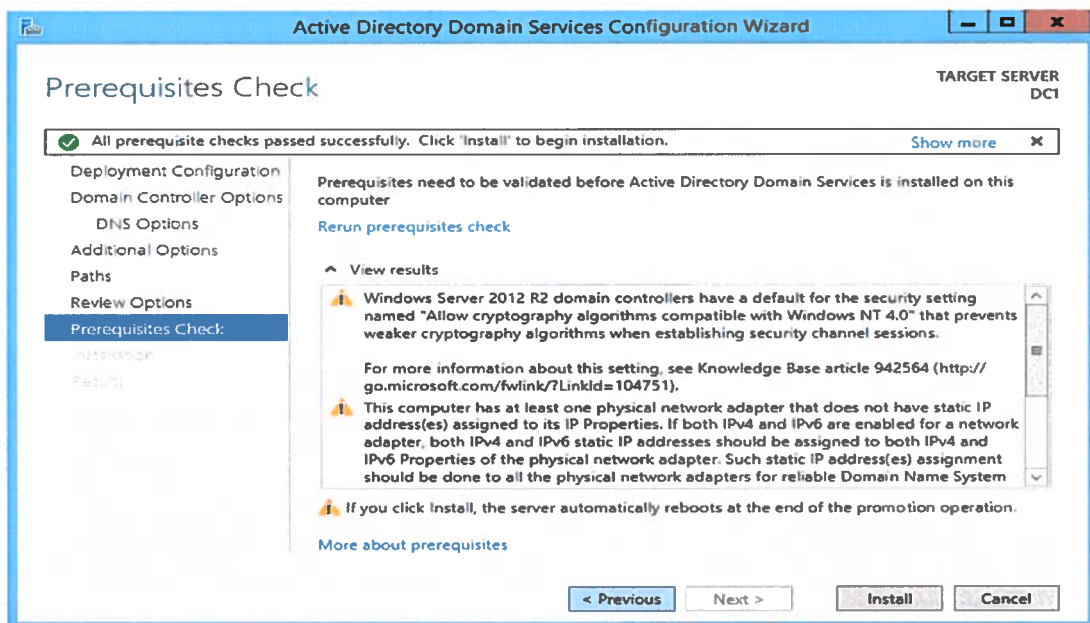 Active Directory Domain Services Configuration Wizard
Prerequisites Check
TARGET SERVER
DC1
All prerequisite checks passed successfully. Click 'Install' to begin installation.
Show more
Deployment Configuration
Domain Controller Options
DNS Options
Additional Options
Paths
Review Options
Prerequisites Check
Installation
Results
Prerequisites need to be validated before Active Directory Domain Services is installed on this
computer
Rerun prerequisites check
View results
Windows Server 2012 R2 domain controllers have a default for the security setting
named "Allow cryptography algorithms compatible with Windows NT 4.0" that prevents
weaker cryptography algorithms when establishing security channel sessions.
For more information about this setting, see Knowledge Base article 942564 (http://
go.microsoft.com/fwlink/?LinkId=104751).
This computer has at least one physical network adapter that does not have static IP
address(es) assigned to its IP Properties. If both IPv4 and IPv6 are enabled for a network
adapter, both IPv4 and IPv6 static IP addresses should be assigned to both IPv4 and
IPv6 Properties of the physical network adapter. Such static IP address(es) assignment
should be done to all the physical network adapters for reliable Domain Name System
If you click Install, the server automatically reboots at the end of the promotion operation.
More about prerequisites
< Previous
Next >
Install
Cancel